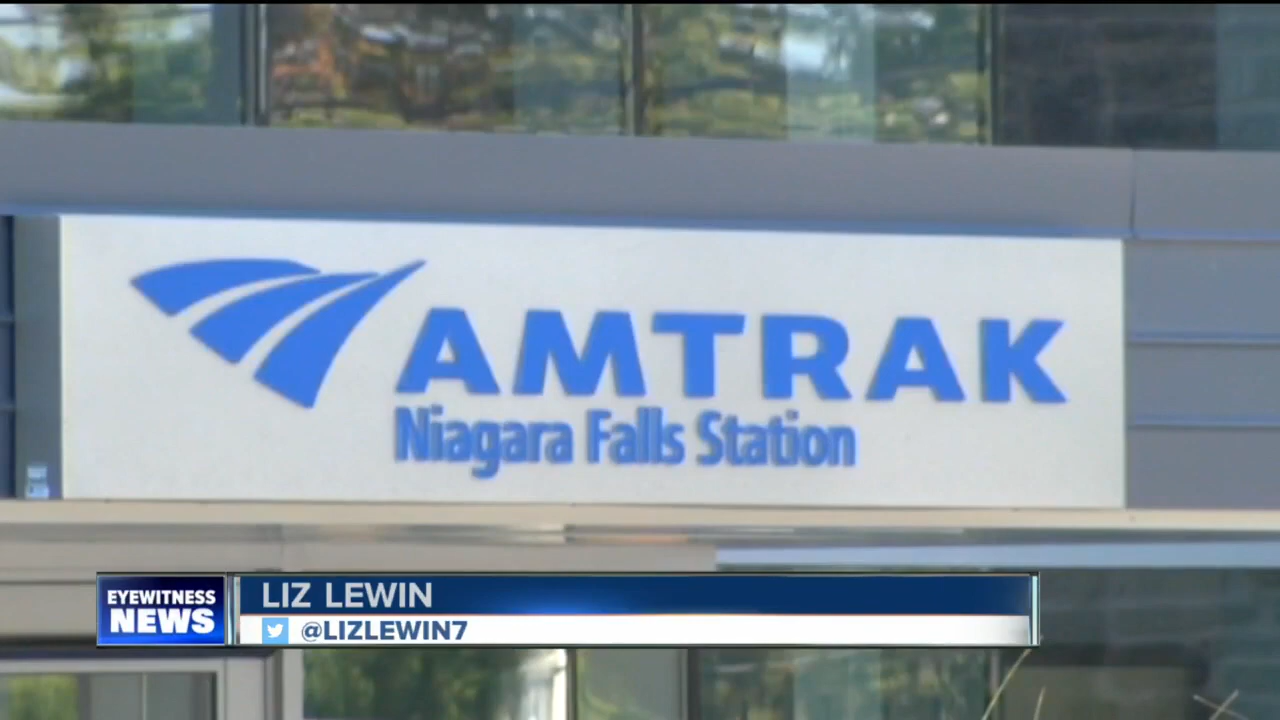 AMTRAK
Niagara Falls Station
EYEWITNESS
NEWS
LIZ LEWIN
@LIZLEWIN7